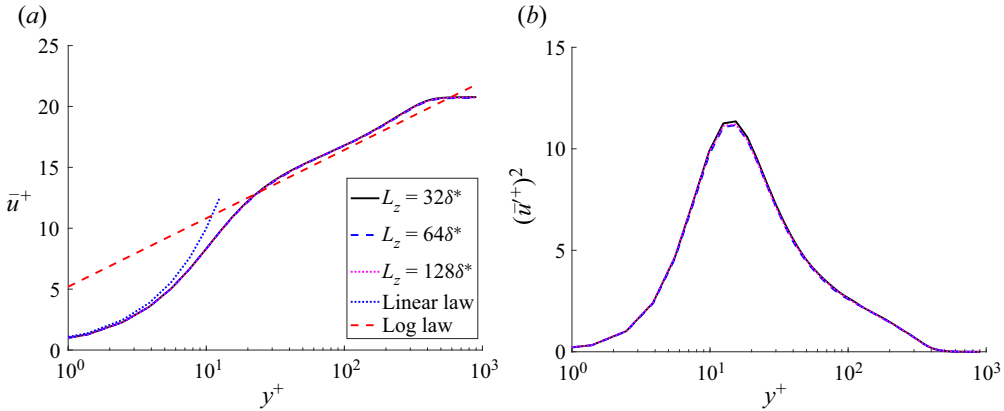 (a)
25
20
15
10
5
0
ū⁺
10⁰
10¹
10²
10³
y⁺
L_z = 32δ*
L_z = 64δ*
L_z = 128δ*
Linear law
Log law
(b)
15
10
5
0
(ū′⁺)²
10⁰
10¹
10²
10³
y⁺